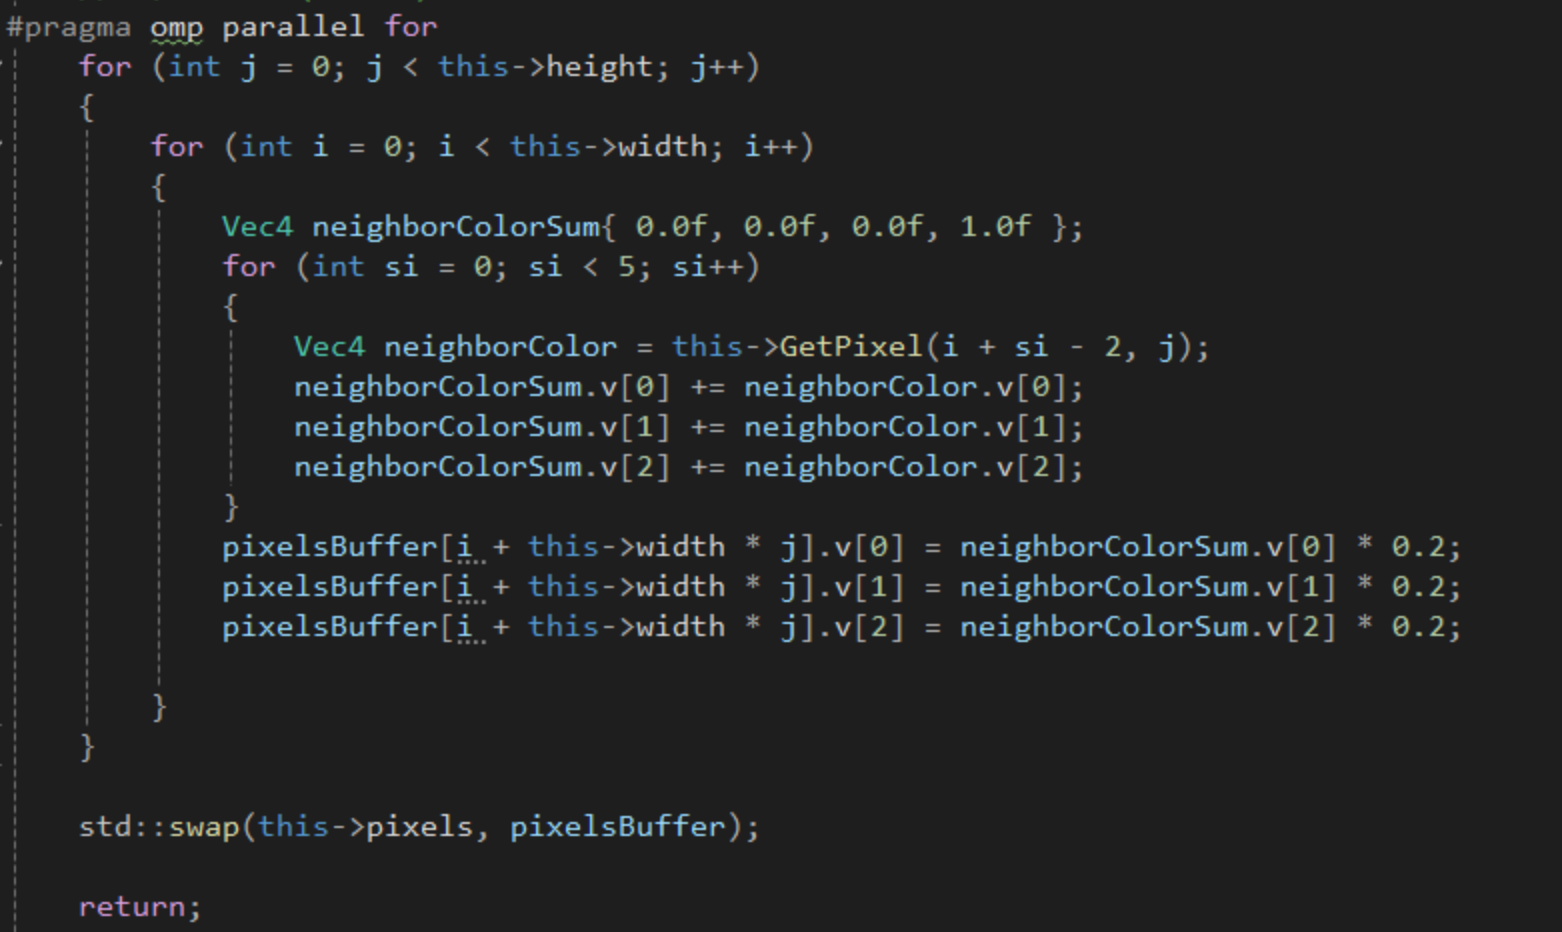 #pragma omp parallel for
for (int j = 0; j < this->height; j++)
{
for (int i = 0; i < this->width; i++)
{
Vec4 neighborColorSum{ 0.0f, 0.0f, 0.0f, 1.0f };
for (int si = 0; si < 5; si++)
{
Vec4 neighborColor = this->GetPixel(i + si - 2, j);
neighborColorSum.v[0] += neighborColor.v[0];
neighborColorSum.v[1] += neighborColor.v[1];
neighborColorSum.v[2] += neighborColor.v[2];
}
pixelsBuffer[i + this->width * j].v[0] = neighborColorSum.v[0] * 0.2;
pixelsBuffer[i + this->width * j].v[1] = neighborColorSum.v[1] * 0.2;
pixelsBuffer[i + this->width * j].v[2] = neighborColorSum.v[2] * 0.2;
}
}
std::swap(this->pixels, pixelsBuffer);
return;